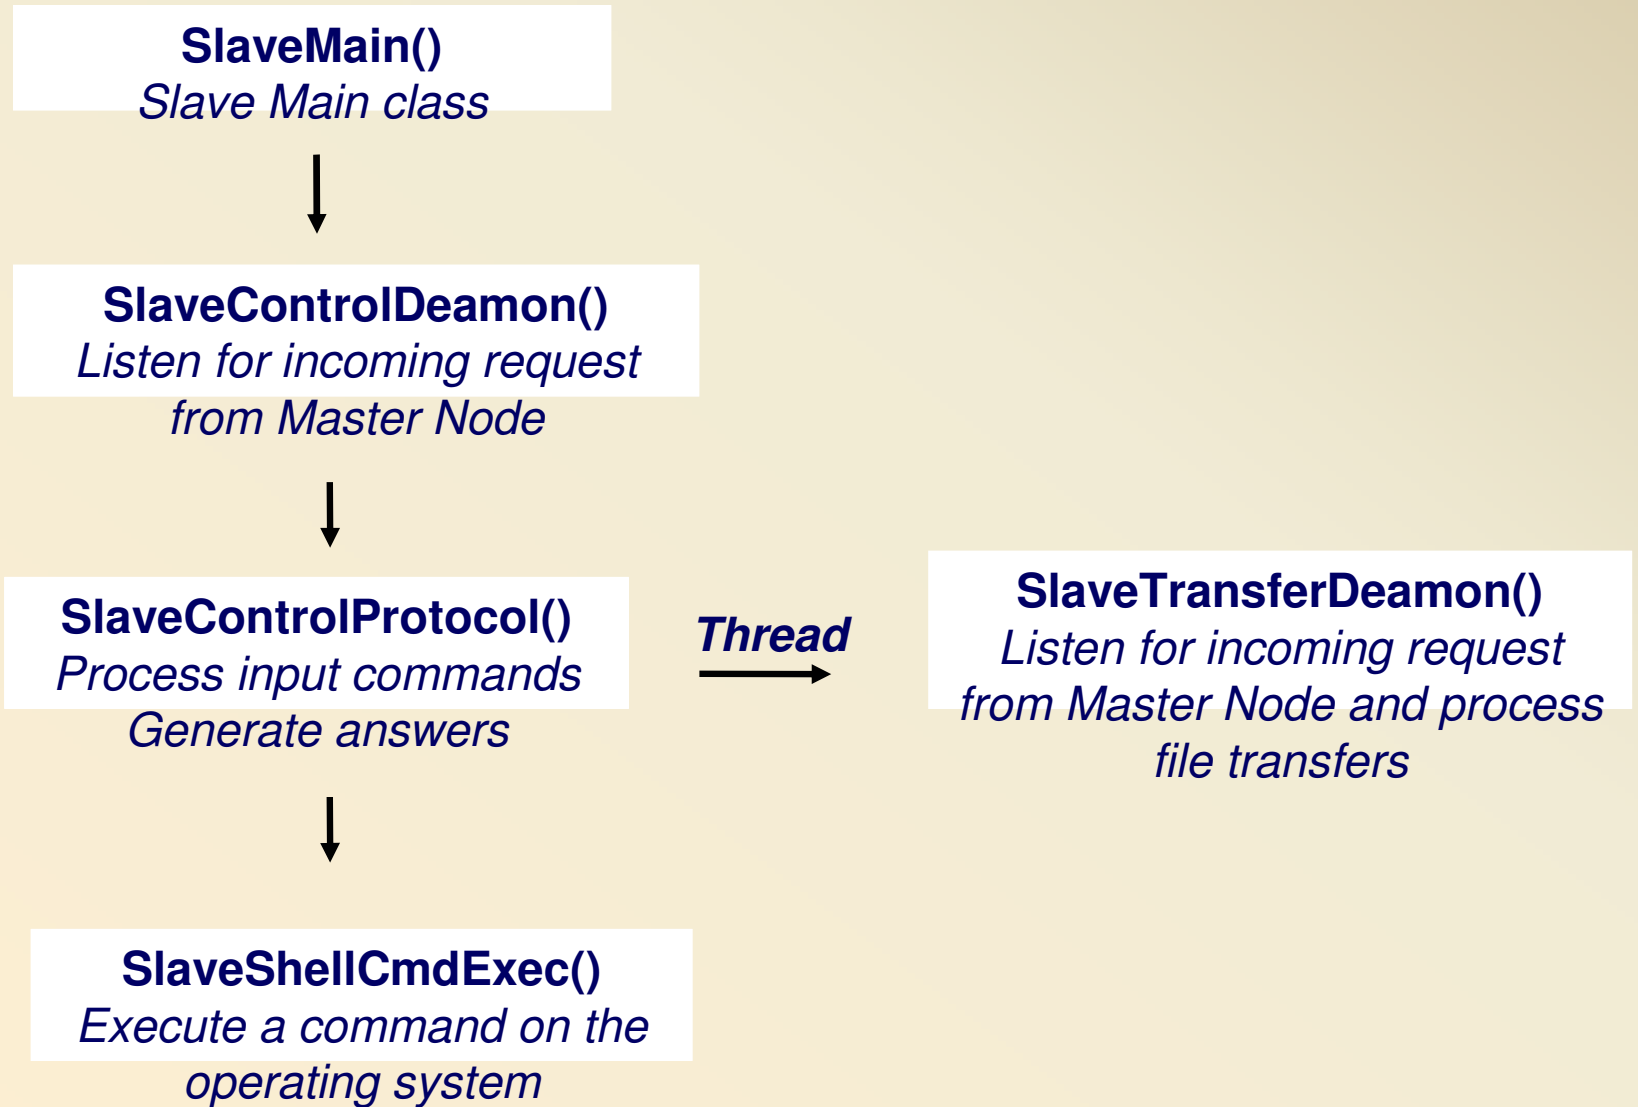 SlaveMain()
Slave Main class
SlaveControlDeamon()
Listen for incoming request
from Master Node
SlaveControlProtocol()
Process input commands
Generate answers
Thread
SlaveTransferDeamon()
Listen for incoming request
from Master Node and process
file transfers
SlaveShellCmdExec()
Execute a command on the
operating system